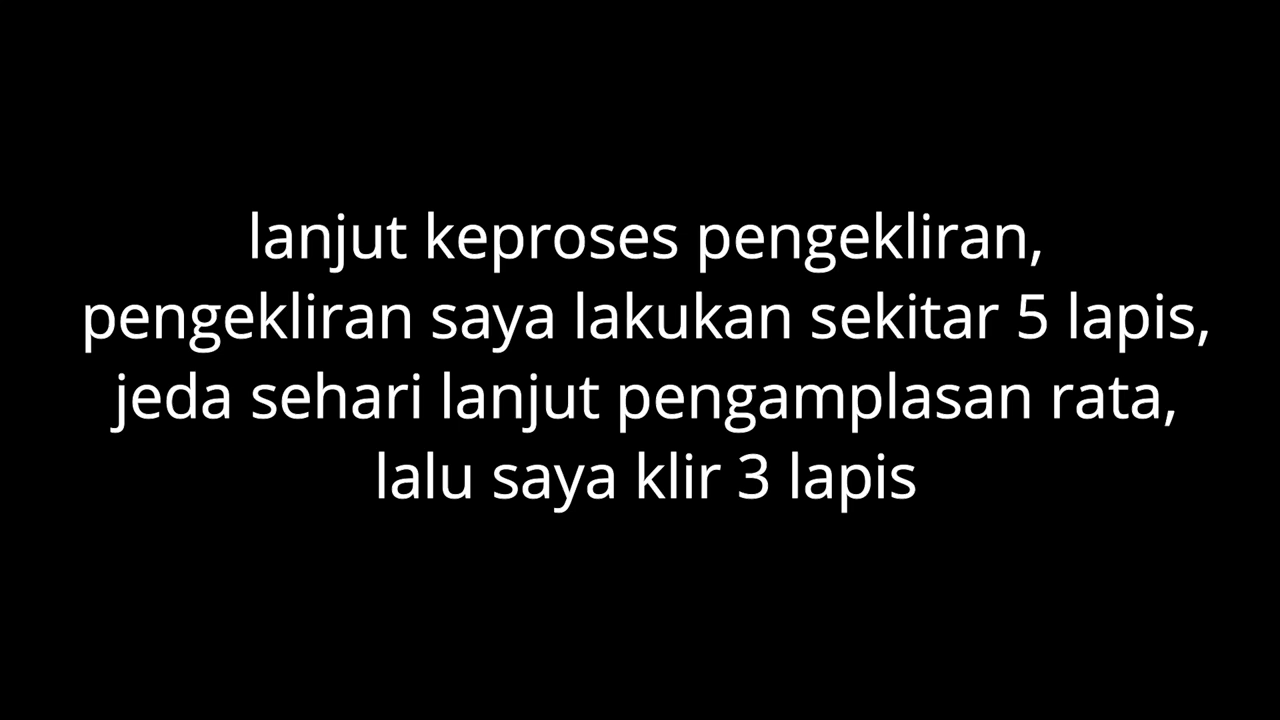 lanjut keproses pengekliran,
pengekliran saya lakukan sekitar 5 lapis,
jeda sehari lanjut pengamplasan rata,
lalu saya klir 3 lapis